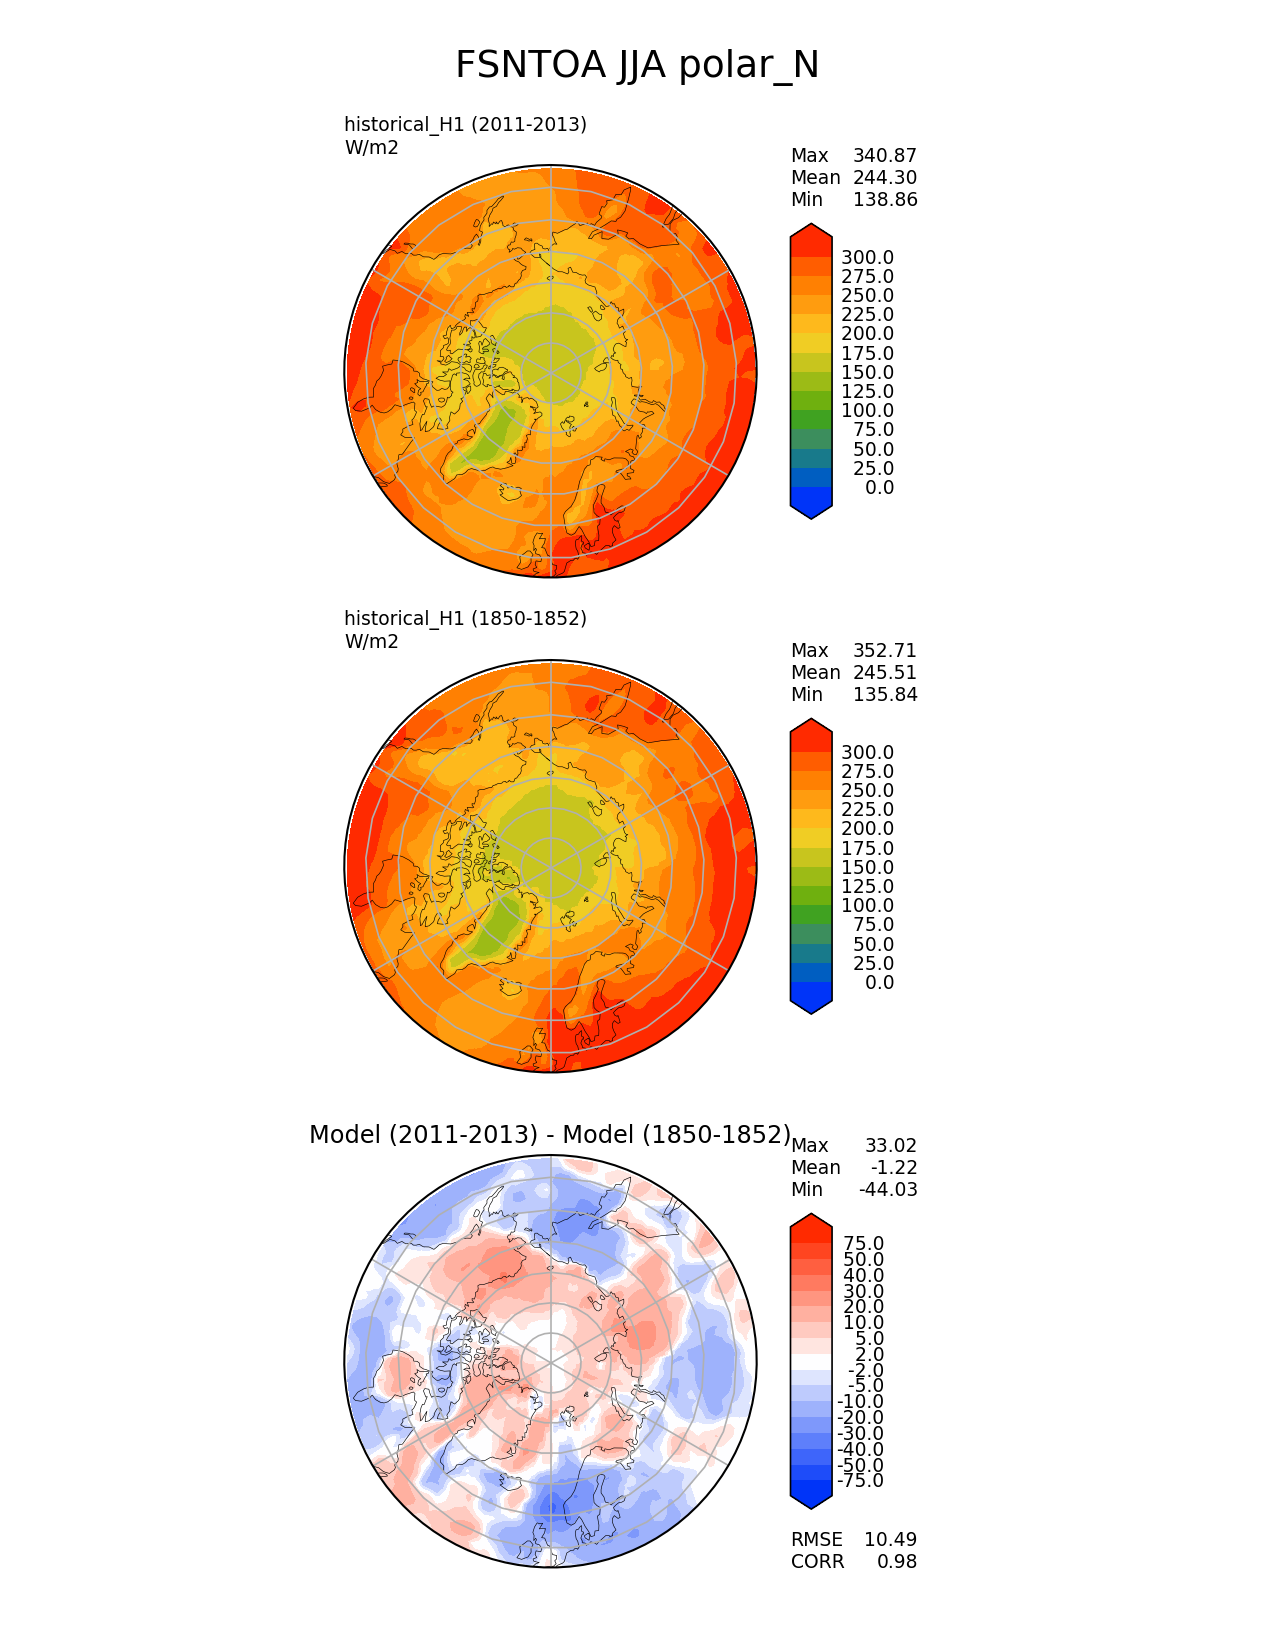 FSNTOA JJA polar_N
historical_H1 (2011-2013)
W/m2
Max 340.87
Mean 244.30
Min 138.86
300.0
275.0
250.0
225.0
200.0
175.0
150.0
125.0
100.0
75.0
50.0
25.0
0.0
historical_H1 (1850-1852)
W/m2
Max 352.71
Mean 245.51
Min 135.84
300.0
275.0
250.0
225.0
200.0
175.0
150.0
125.0
100.0
75.0
50.0
25.0
0.0
Model (2011-2013) - Model (1850-1852)
Max 33.02
Mean -1.22
Min -44.03
75.0
50.0
40.0
30.0
20.0
10.0
5.0
2.0
-2.0
-5.0
-10.0
-20.0
-30.0
-40.0
-50.0
-75.0
RMSE 10.49
CORR 0.98